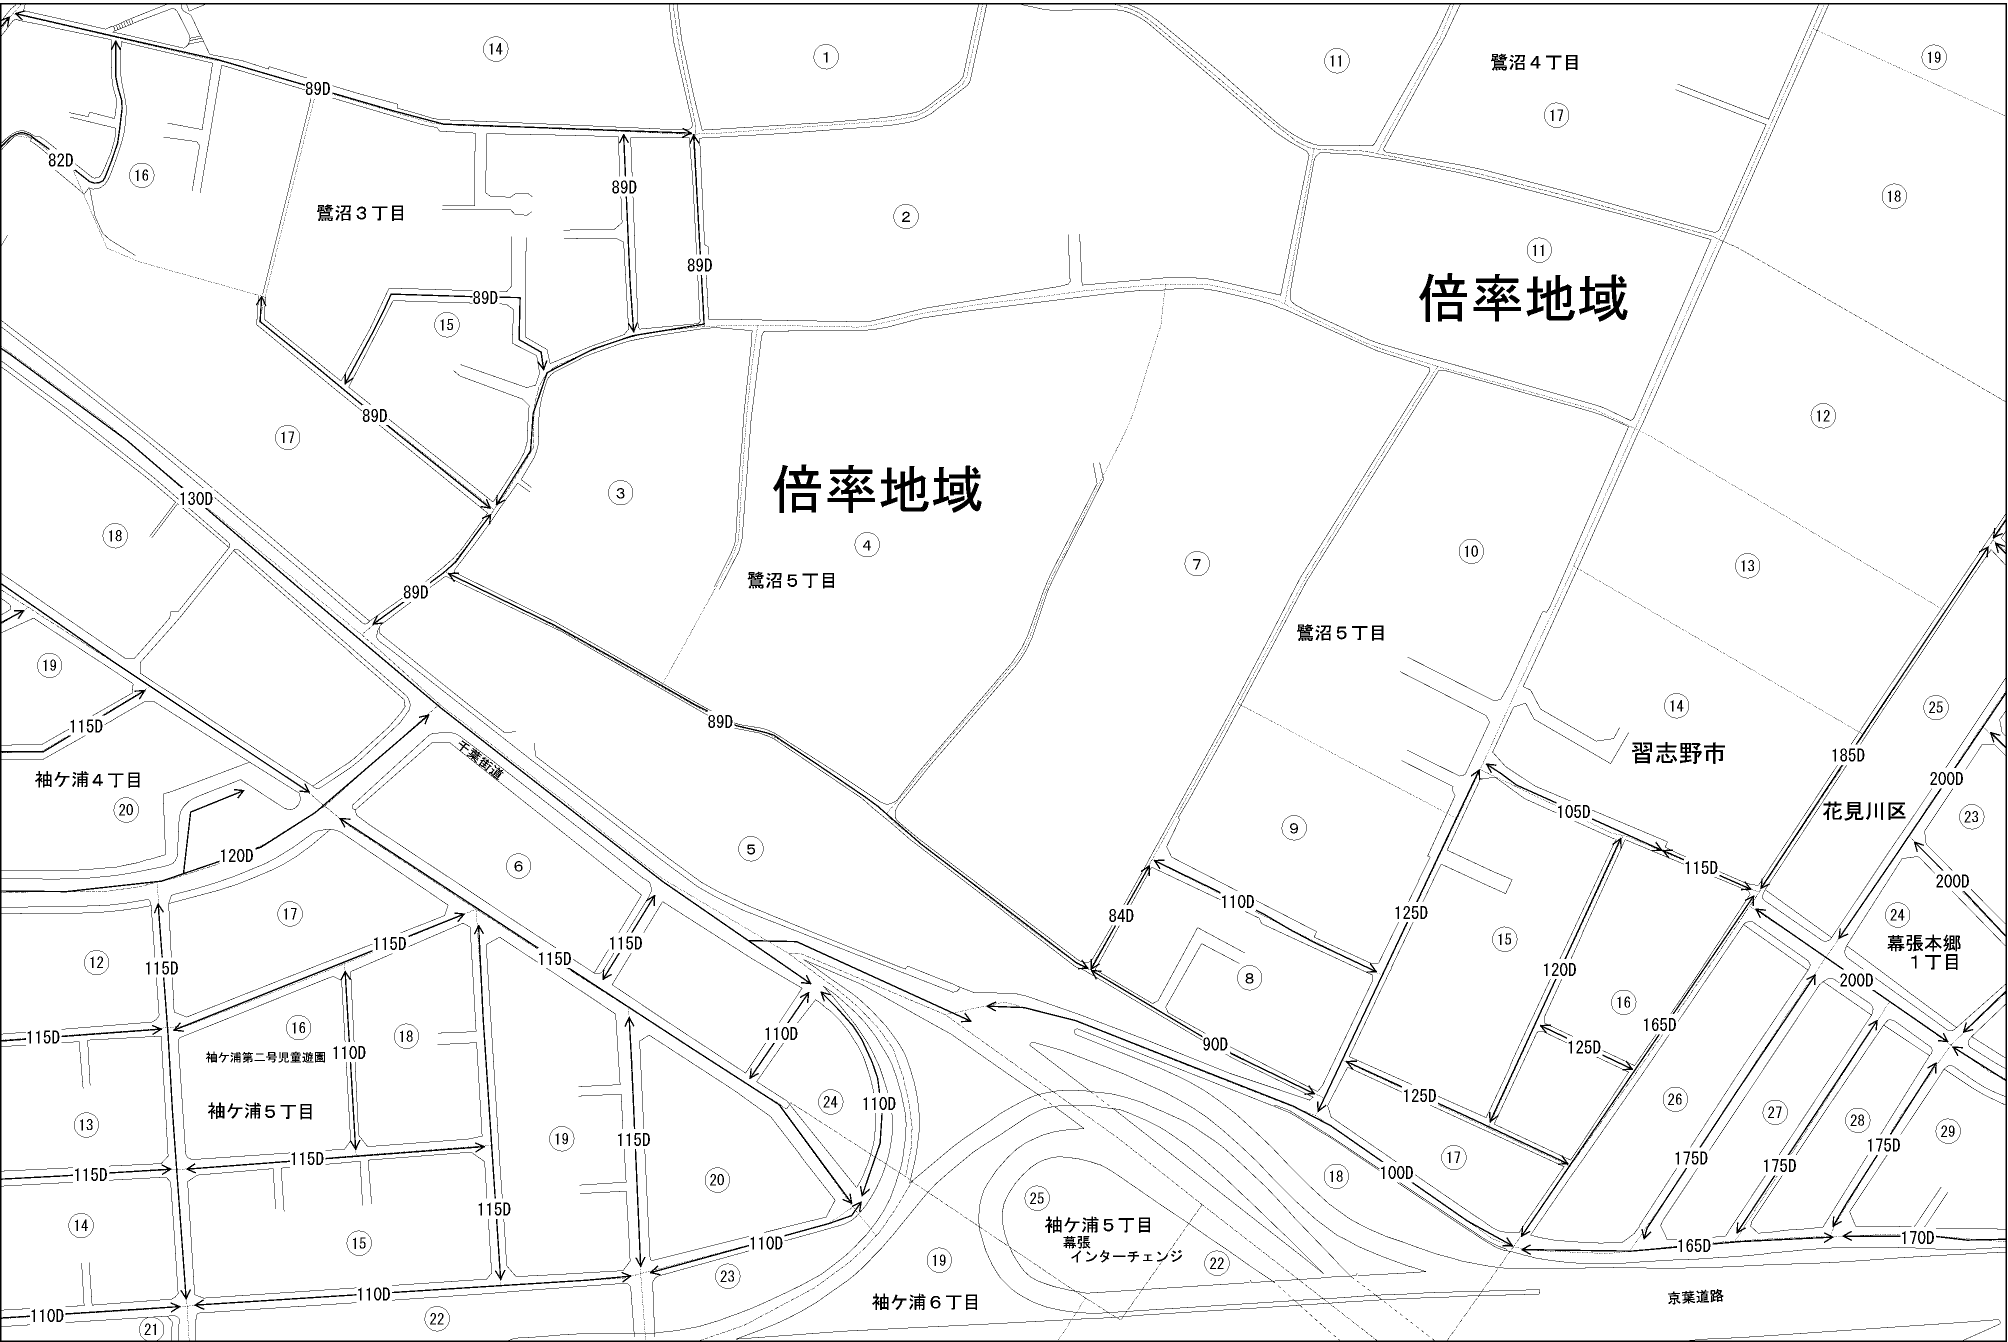 14
1
11
鷺沼４丁目
19
89D
17
82D
16
89D
18
鷺沼３丁目
2
11
89D
89D
倍率地域
15
89D
12
17
3
倍率地域
130D
18
4
鷺沼５丁目
7
10
13
89D
鷺沼５丁目
19
14
25
115D
89D
習志野市
185D
千葉街道
200D
袖ケ浦４丁目
20
105D
花見川区
23
9
120D
6
5
115D
200D
110D
84D
125D
17
24
115D
115D
115D
15
幕張本郷
１丁目
12
115D
8
120D
200D
16
110D
18
16
165D
115D
袖ケ浦第二号児童遊園
110D
90D
125D
袖ケ浦５丁目
24
110D
125D
26
27
28
29
13
19
115D
17
175D
175D
175D
115D
115D
20
18
100D
25
14
115D
袖ケ浦５丁目
幕張
インターチェンジ
15
110D
165D
170D
23
19
22
110D
110D
袖ケ浦６丁目
京葉道路
21
22